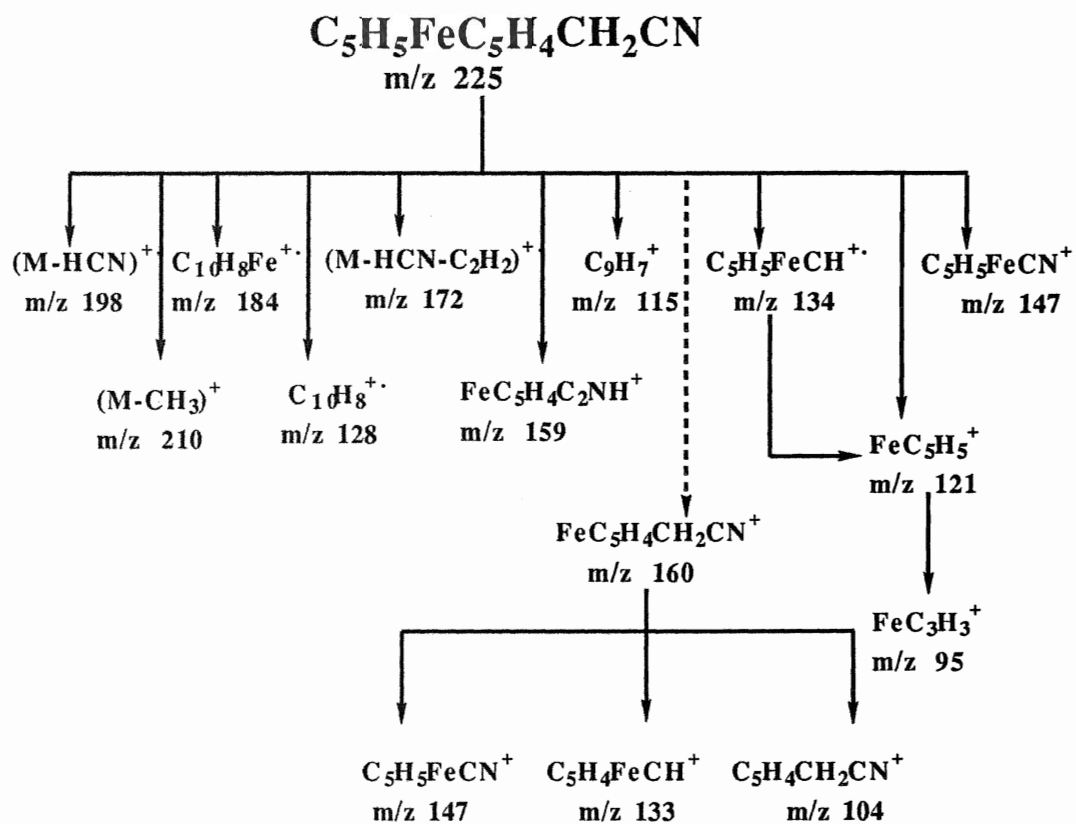 C₅H₅FeC₅H₄CH₂CN
m/z 225
(M-HCN)⁺·
m/z 198
C₁₀H₈Fe⁺·
m/z 184
(M-HCN-C₂H₂)⁺·
m/z 172
C₉H₇⁺
m/z 115
C₅H₅FeCH⁺·
m/z 134
C₅H₅FeCN⁺
m/z 147
(M-CH₃)⁺
m/z 210
C₁₀H₈⁺·
m/z 128
FeC₅H₄C₂NH⁺
m/z 159
FeC₅H₅⁺
m/z 121
FeC₅H₄CH₂CN⁺
m/z 160
FeC₃H₃⁺
m/z 95
C₅H₅FeCN⁺
m/z 147
C₅H₄FeCH⁺
m/z 133
C₅H₄CH₂CN⁺
m/z 104